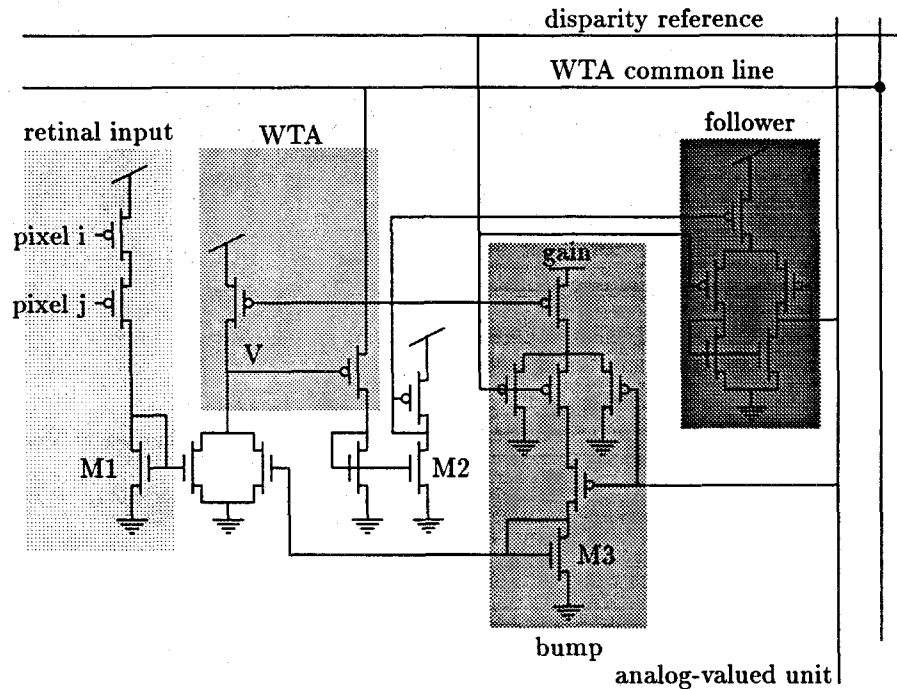 disparity reference
WTA common line
retinal input
WTA
follower
pixel i
gain
pixel j
V
M1
M2
M3
bump
analog-valued unit